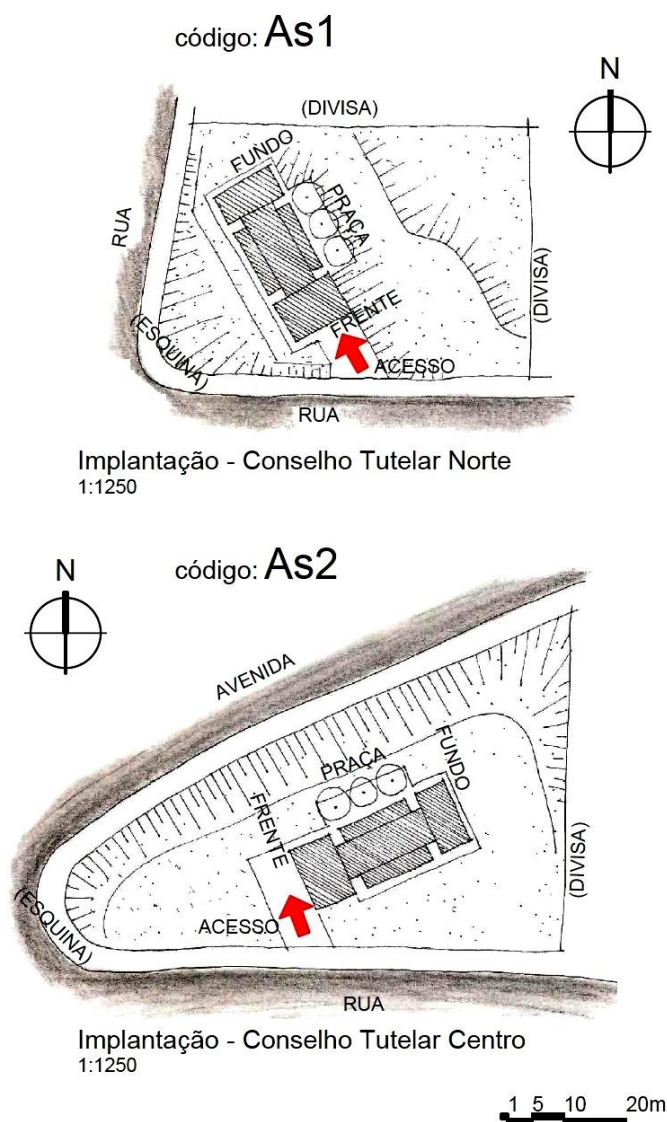 código: As1
N
(DIVISA)
FUNDO
PRAÇA
RUA
(DIVISA)
FRENTE
(ESQUINA)
ACESSO
RUA
Implantação - Conselho Tutelar Norte
1:1250
código: As2
N
AVENIDA
PRAÇA
FUNDO
FRENTE
(DIVISA)
(ESQUINA)
ACESSO
RUA
Implantação - Conselho Tutelar Centro
1:1250
1 5 10 20m